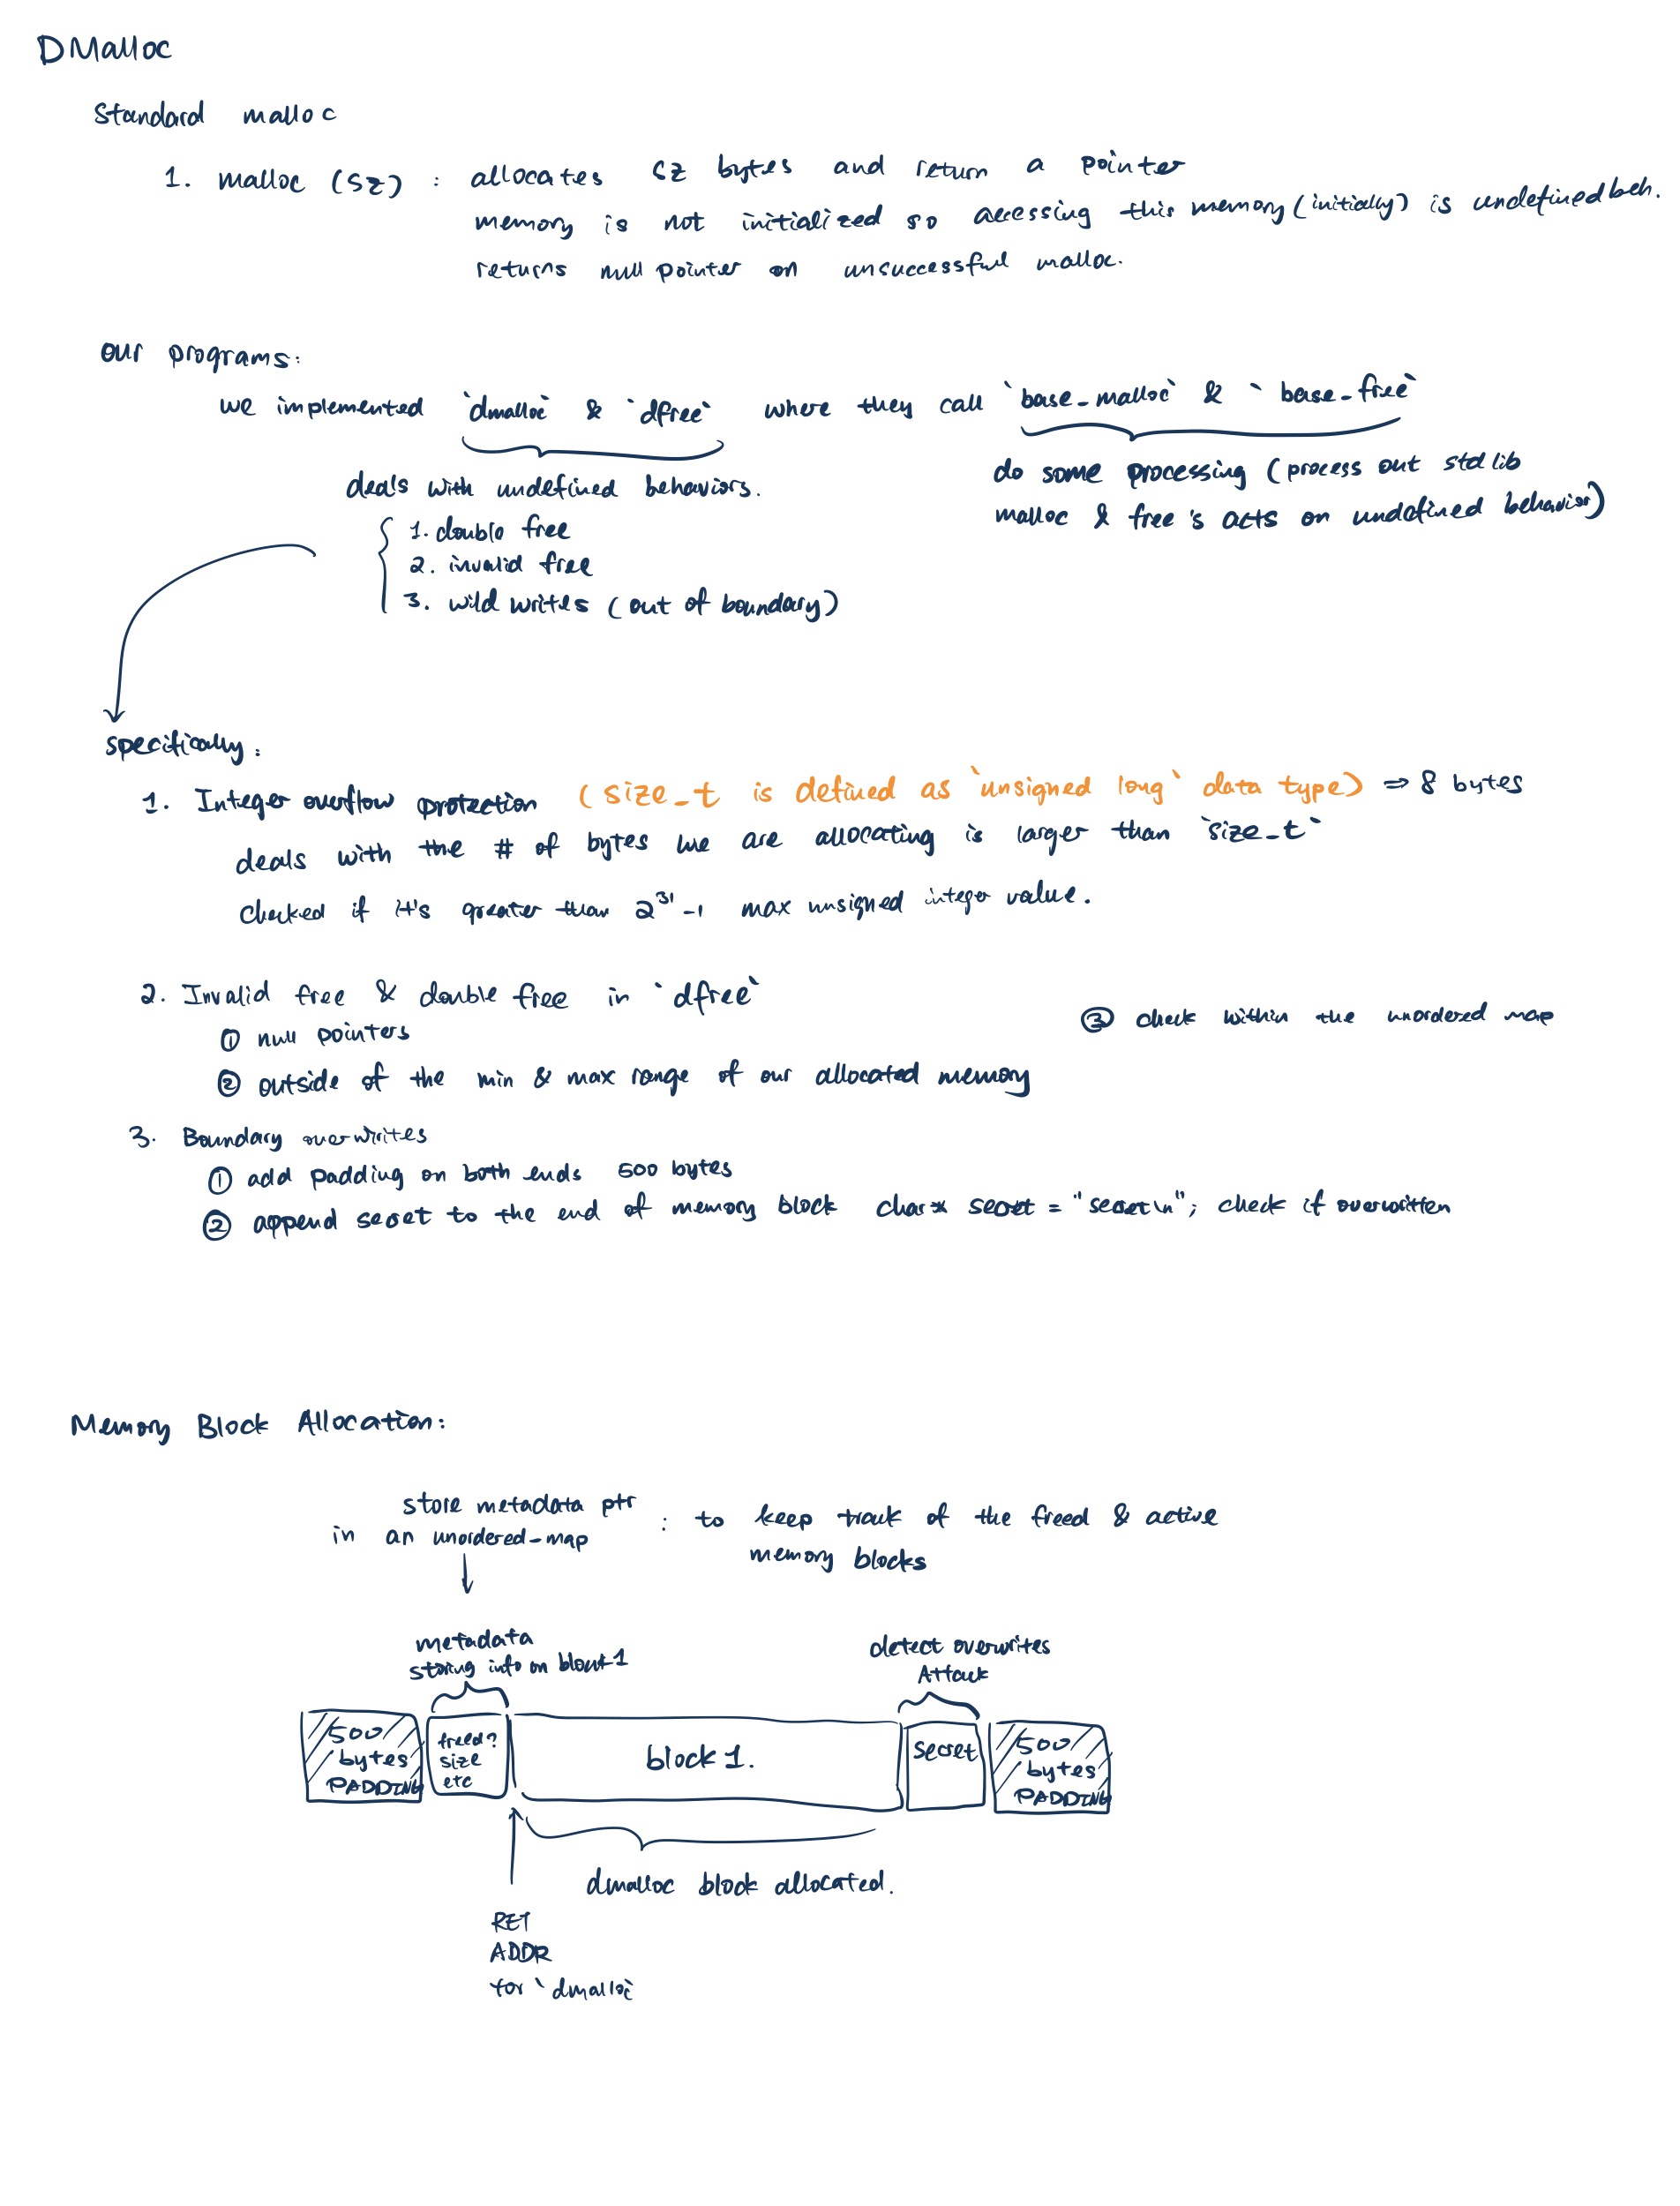 DMalloc
Standard malloc
1. malloc (sz) : allocates sz bytes and return a pointer
memory is not initialized so accessing this memory (initially) is undefined beh.
returns null pointer on unsuccessful malloc.
our programs:
we implemented `dmalloc` & `dfree` where they call `base_malloc` & `base_free`
deals with undefined behaviors.
1. double free
2. invalid free
3. wild writes (out of boundary)
do some processing (process out stdlib
malloc & free's acts on undefined behavior)
specifically:
1. Integer overflow protection (size_t is defined as `unsigned long` data type) ⇒ 8 bytes
deals with the # of bytes we are allocating is larger than `size_t`
checked if it's greater than 2^31 -1 max unsigned integer value.
2. Invalid free & double free in `dfree`
① null pointers
② outside of the min & max range of our allocated memory
③ check within the unordered map
3. Boundary overwrites
① add padding on both ends 500 bytes
② append secret to the end of memory block char* secret = "secret\n"; check if overwritten
Memory Block Allocation:
store metadata ptr
in an unordered-map
: to keep track of the freed & active
memory blocks
metadata
storing info on block 1
detect overwrites
Attack
500
bytes
PADDING
freed?
size
etc
block 1.
secret
500
bytes
PADDING
dmalloc block allocated.
RET
ADDR
for `dmalloc`